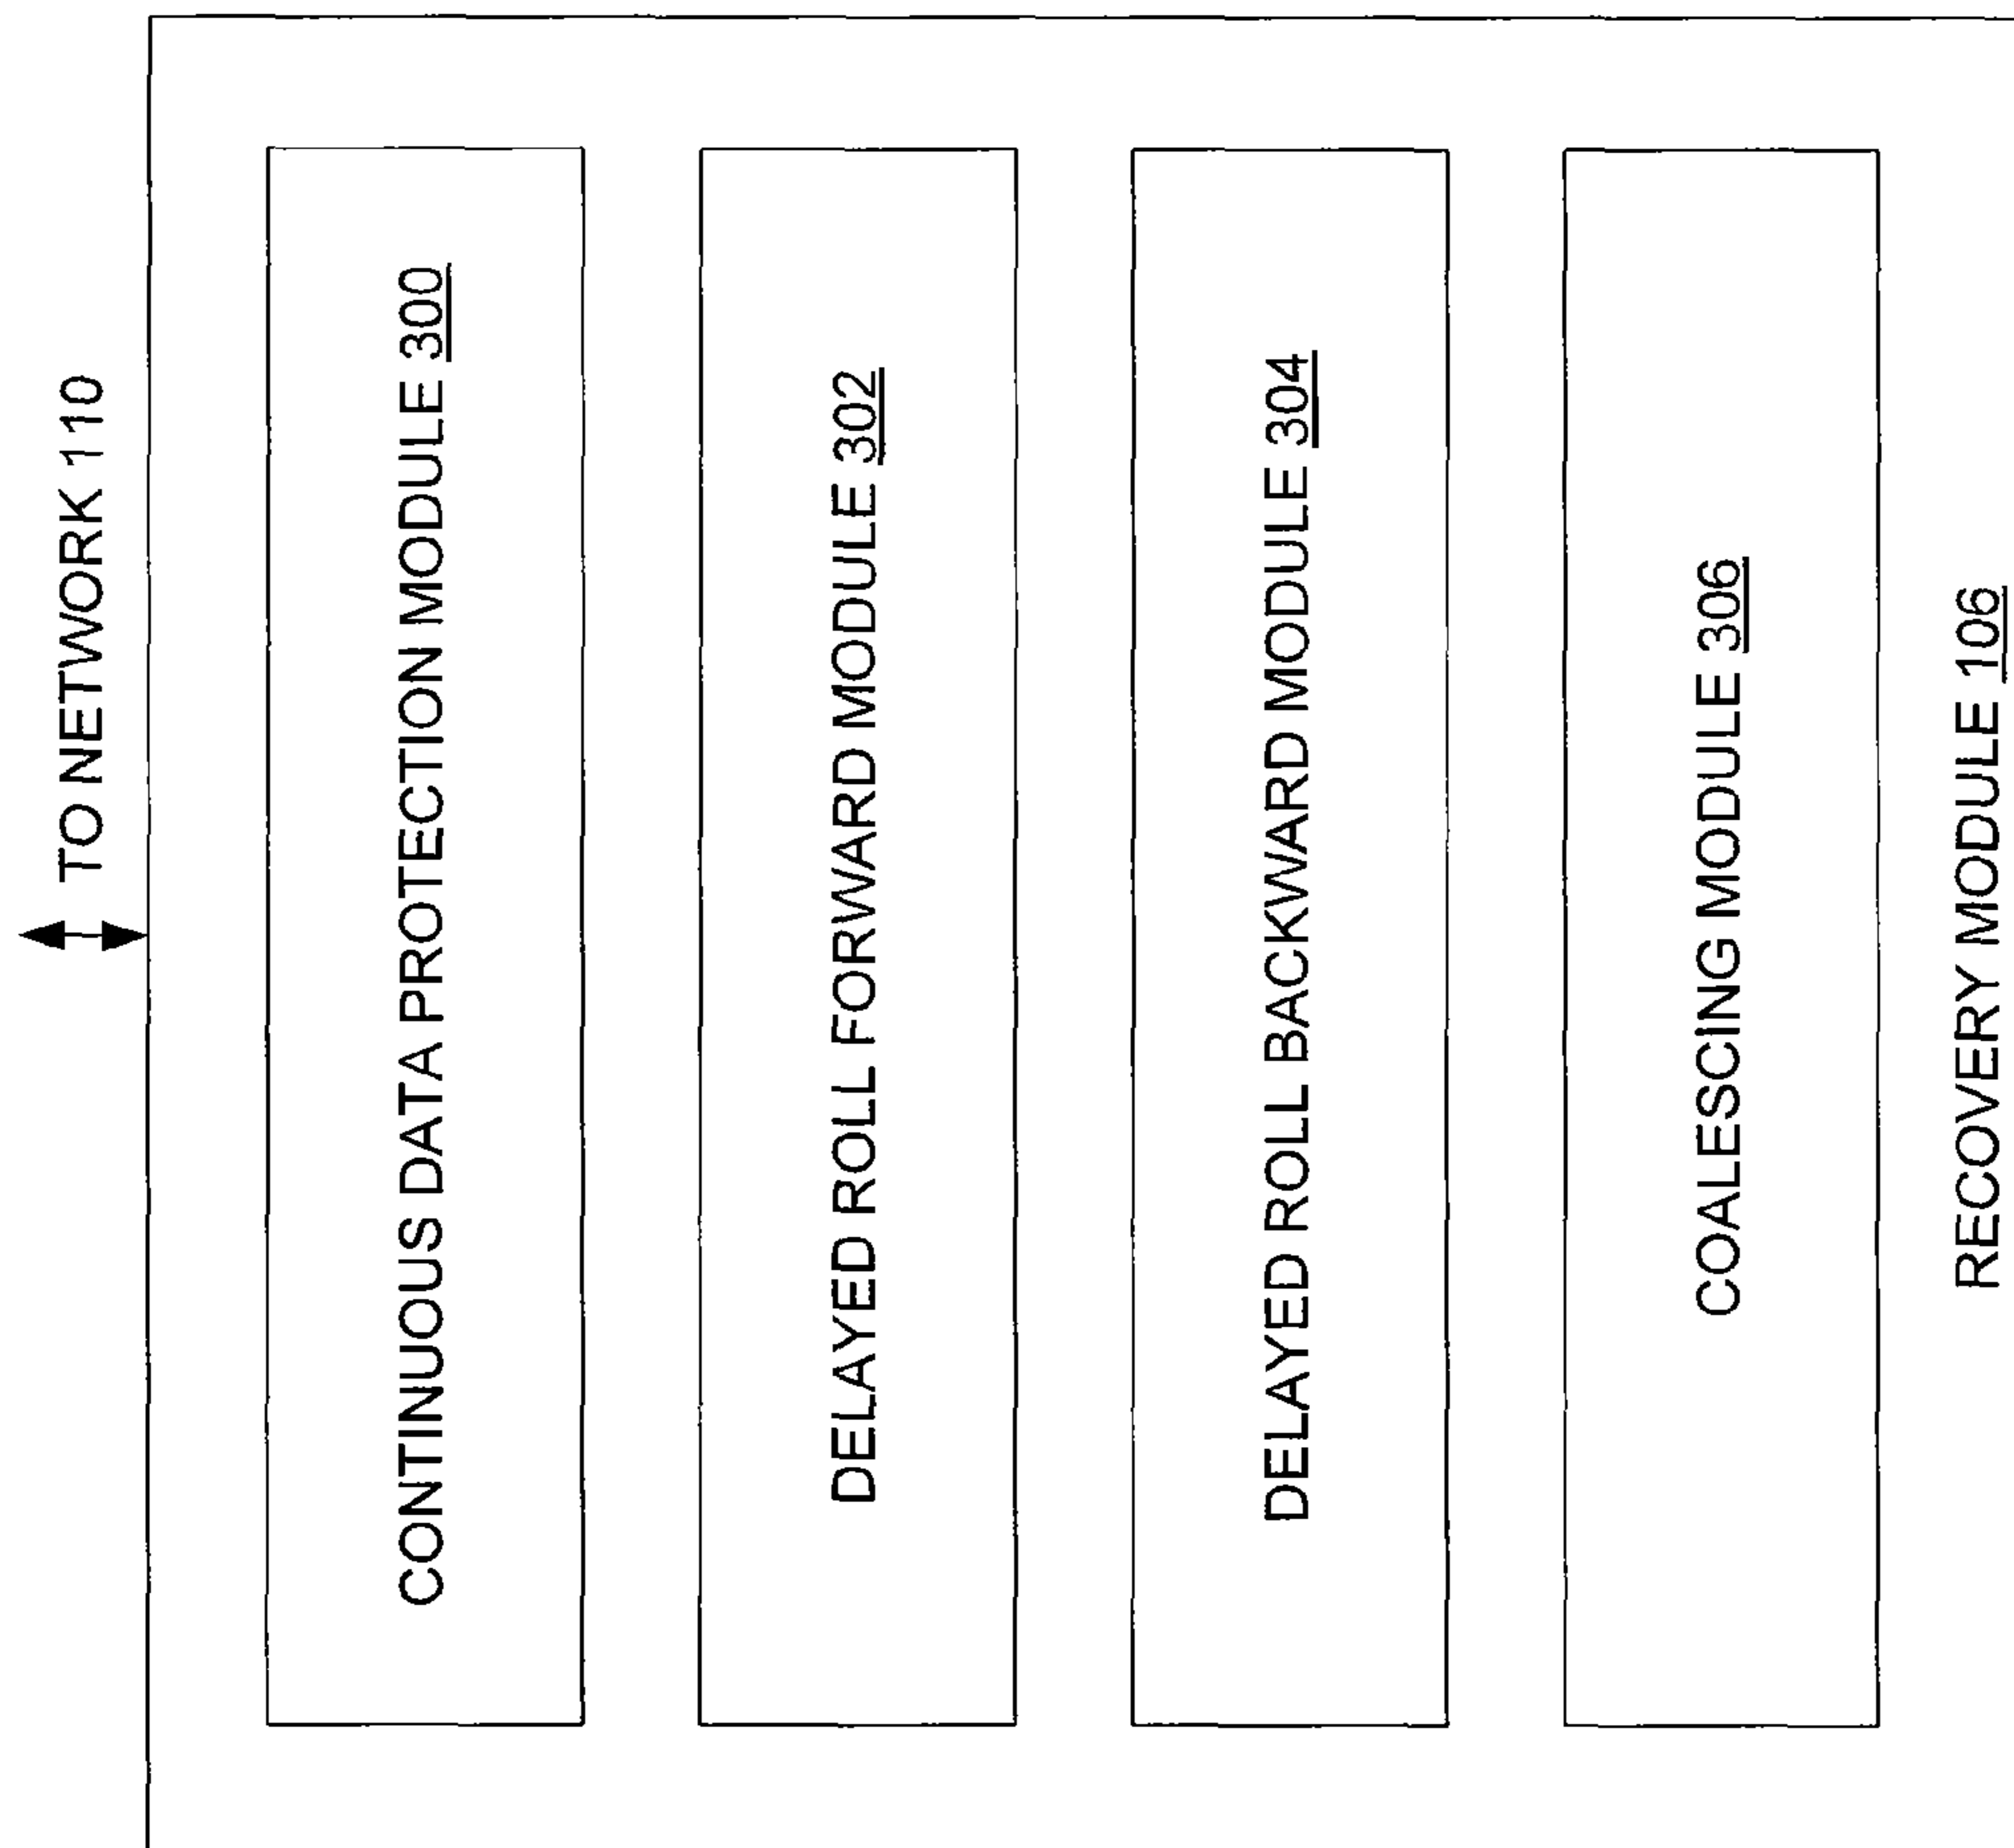 TO NETWORK 110
CONTINUOUS DATA PROTECTION MODULE 300
DELAYED ROLL FORWARD MODULE 302
DELAYED ROLL BACKWARD MODULE 304
COALESCING MODULE 306
RECOVERY MODULE 106